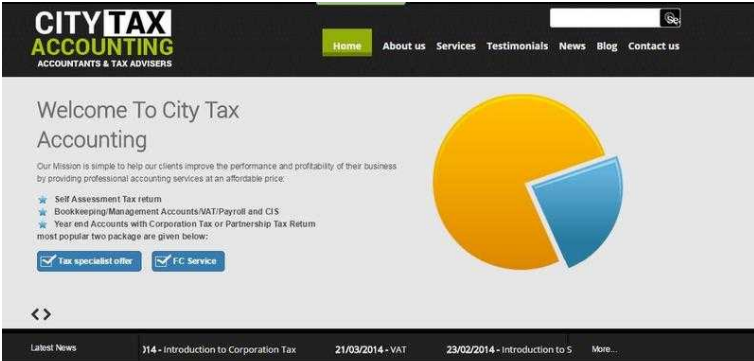 CITY TAX
ACCOUNTING
ACCOUNTANTS & TAX ADVISERS
Home About us Services Testimonials News Blog Contact us
Welcome To City Tax
Accounting
Our Mission is simple to help our clients improve the performance and profitability of their business
by providing professional accounting services at an affordable price:
Self Assessment Tax return
Bookkeeping/Management Accounts/VAT/Payroll and CIS
Year end Accounts with Corporation Tax or Partnership Tax Return
most popular two package are given below:
Tax specialist offer FC Service
Latest News 014 - Introduction to Corporation Tax 21/03/2014 - VAT 23/02/2014 - Introduction to S More...